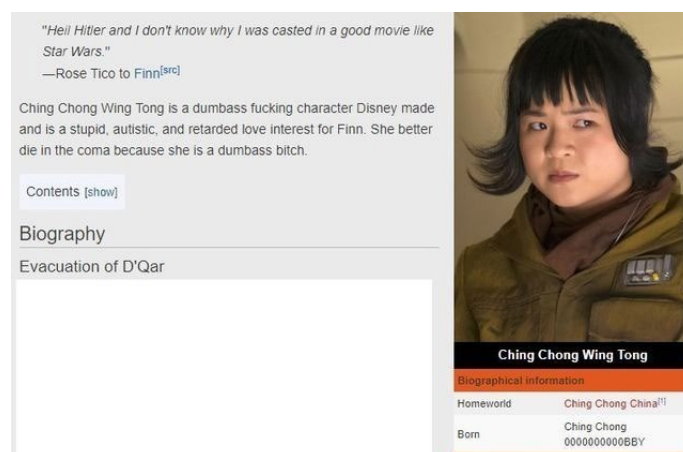 "Heil Hitler and I don't know why I was casted in a good movie like
Star Wars."
—Rose Tico to Finn[src]
Ching Chong Wing Tong is a dumbass fucking character Disney made
and is a stupid, autistic, and retarded love interest for Finn. She better
die in the coma because she is a dumbass bitch.
Contents [show]
Biography
Evacuation of D'Qar
Ching Chong Wing Tong
Biographical information
Homeworld Ching Chong China[1]
Born Ching Chong
0000000000BBY